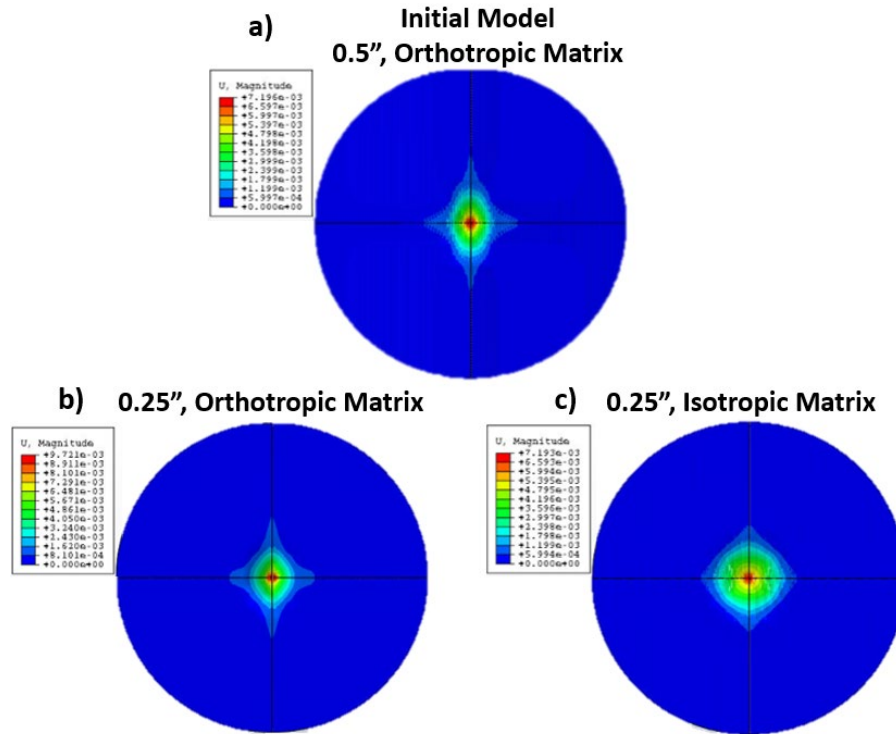 a)
Initial Model
0.5”, Orthotropic Matrix
U, Magnitude
+7.196e-03
+6.597e-03
+5.997e-03
+5.397e-03
+4.798e-03
+4.198e-03
+3.598e-03
+2.999e-03
+2.399e-03
+1.799e-03
+1.199e-03
+5.997e-04
+0.000e+00
b)
0.25”, Orthotropic Matrix
U, Magnitude
+9.721e-03
+8.911e-03
+8.101e-03
+7.291e-03
+6.481e-03
+5.671e-03
+4.861e-03
+4.050e-03
+3.240e-03
+2.430e-03
+1.620e-03
+8.101e-04
+0.000e+00
c)
0.25”, Isotropic Matrix
U, Magnitude
+7.193e-03
+6.593e-03
+5.994e-03
+5.395e-03
+4.795e-03
+4.196e-03
+3.596e-03
+2.997e-03
+2.398e-03
+1.798e-03
+1.199e-03
+5.994e-04
+0.000e+00